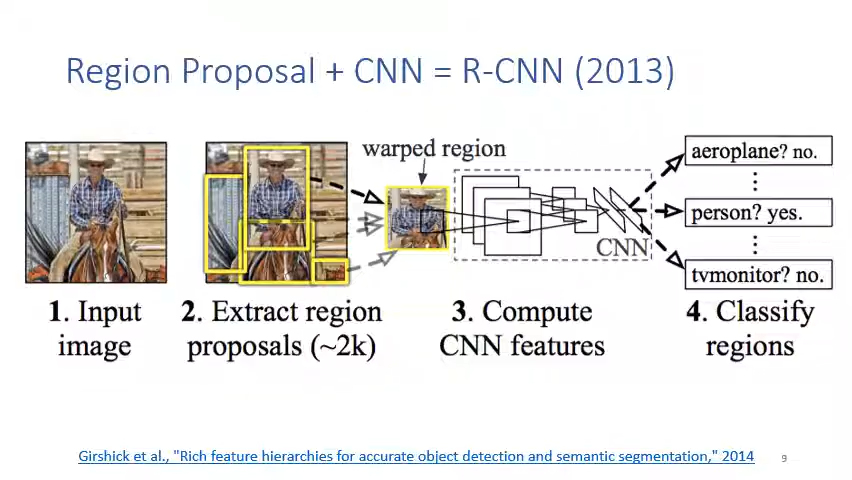 Region Proposal + CNN = R-CNN (2013)
warped region
aeroplane? no.
person? yes.
CNN
tvmonitor? no.
1. Input
image
2. Extract region
proposals (~2k)
3. Compute
CNN features
4. Classify
regions
Girshick et al., "Rich feature hierarchies for accurate object detection and semantic segmentation," 2014
9